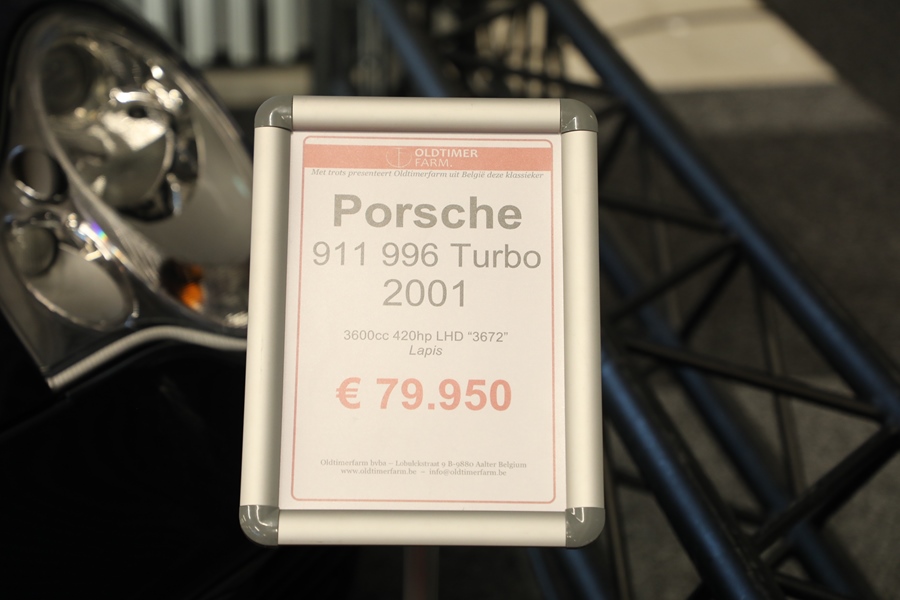 OLDTIMER
FARM.
Met trots presenteert Oldtimerfarm uit België deze klassieker
Porsche
911 996 Turbo
2001
3600cc 420hp LHD "3672"
Lapis
€ 79.950
Oldtimerfarm bvba – Lobulckstraat 9 B-9880 Aalter Belgium
www.oldtimerfarm.be – info@oldtimerfarm.be